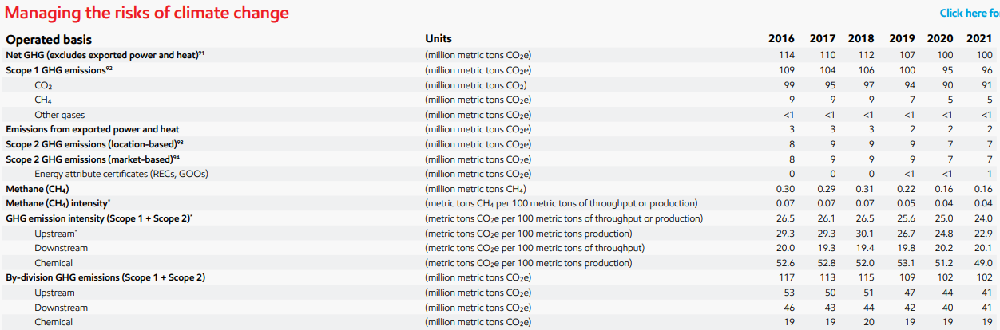 Managing the risks of climate change
Click here fo
Operated basis Units 2016 2017 2018 2019 2020 2021
Net GHG (excludes exported power and heat)⁹¹ (million metric tons CO₂e) 114 110 112 107 100 100
Scope 1 GHG emissions⁹² (million metric tons CO₂e) 109 104 106 100 95 96
CO₂ (million metric tons CO₂) 99 95 97 94 90 91
CH₄ (million metric tons CO₂e) 9 9 9 7 5 5
Other gases (million metric tons CO₂e) <1 <1 <1 <1 <1 <1
Emissions from exported power and heat (million metric tons CO₂e) 3 3 3 2 2 2
Scope 2 GHG emissions (location-based)⁹³ (million metric tons CO₂e) 8 9 9 9 7 7
Scope 2 GHG emissions (market-based)⁹⁴ (million metric tons CO₂e) 8 9 9 9 7 7
Energy attribute certificates (RECs, GOOs) (million metric tons CO₂e) 0 0 0 <1 <1 1
Methane (CH₄) (million metric tons CH₄) 0.30 0.29 0.31 0.22 0.16 0.16
Methane (CH₄) intensity* (metric tons CH₄ per 100 metric tons of throughput or production) 0.07 0.07 0.07 0.05 0.04 0.04
GHG emission intensity (Scope 1 + Scope 2)* (metric tons CO₂e per 100 metric tons of throughput or production) 26.5 26.1 26.5 25.6 25.0 24.0
Upstream* (metric tons CO₂e per 100 metric tons production) 29.3 29.3 30.1 26.7 24.8 22.9
Downstream (metric tons CO₂e per 100 metric tons of throughput) 20.0 19.3 19.4 19.8 20.2 20.1
Chemical (metric tons CO₂e per 100 metric tons production) 52.6 52.8 52.0 53.1 51.2 49.0
By-division GHG emissions (Scope 1 + Scope 2) (million metric tons CO₂e) 117 113 115 109 102 102
Upstream (million metric tons CO₂e) 53 50 51 47 44 41
Downstream (million metric tons CO₂e) 46 43 44 42 40 41
Chemical (million metric tons CO₂e) 19 19 20 19 19 19